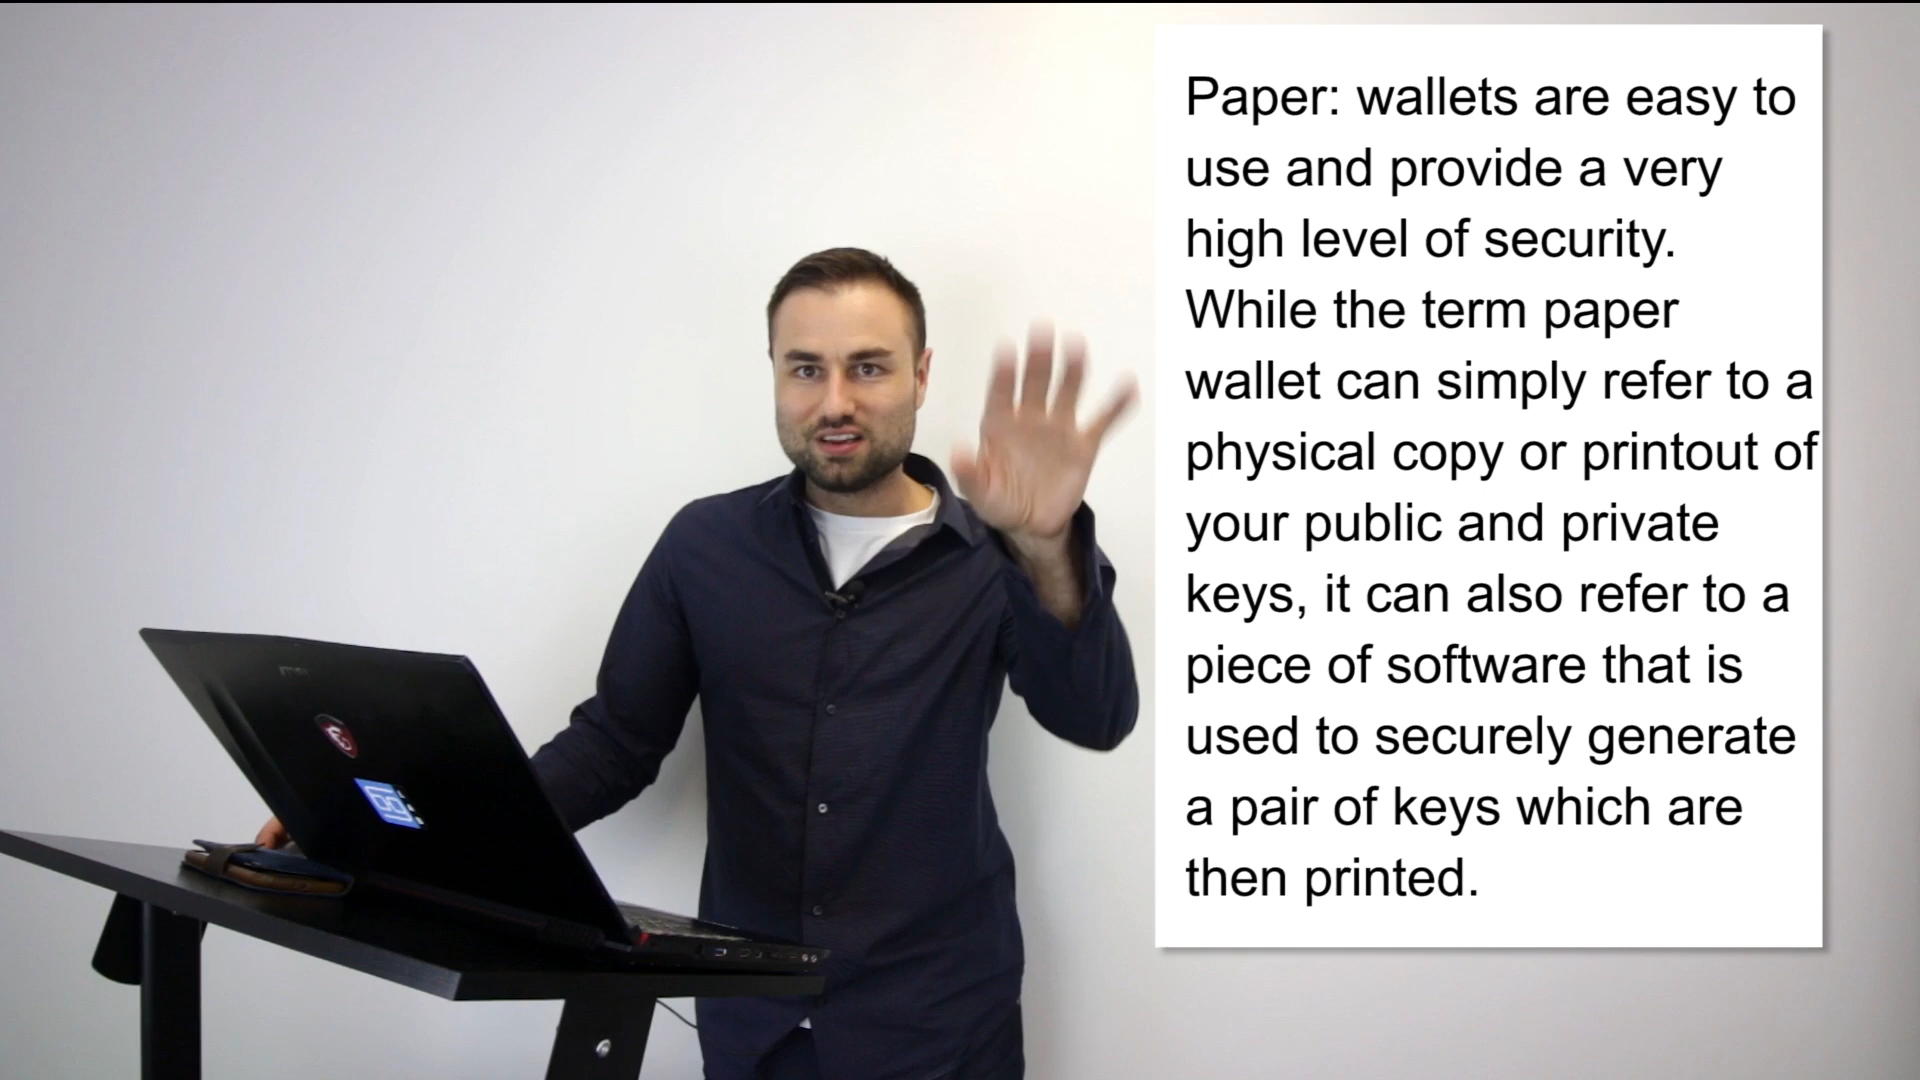 Paper: wallets are easy to
use and provide a very
high level of security.
While the term paper
wallet can simply refer to a
physical copy or printout of
your public and private
keys, it can also refer to a
piece of software that is
used to securely generate
a pair of keys which are
then printed.